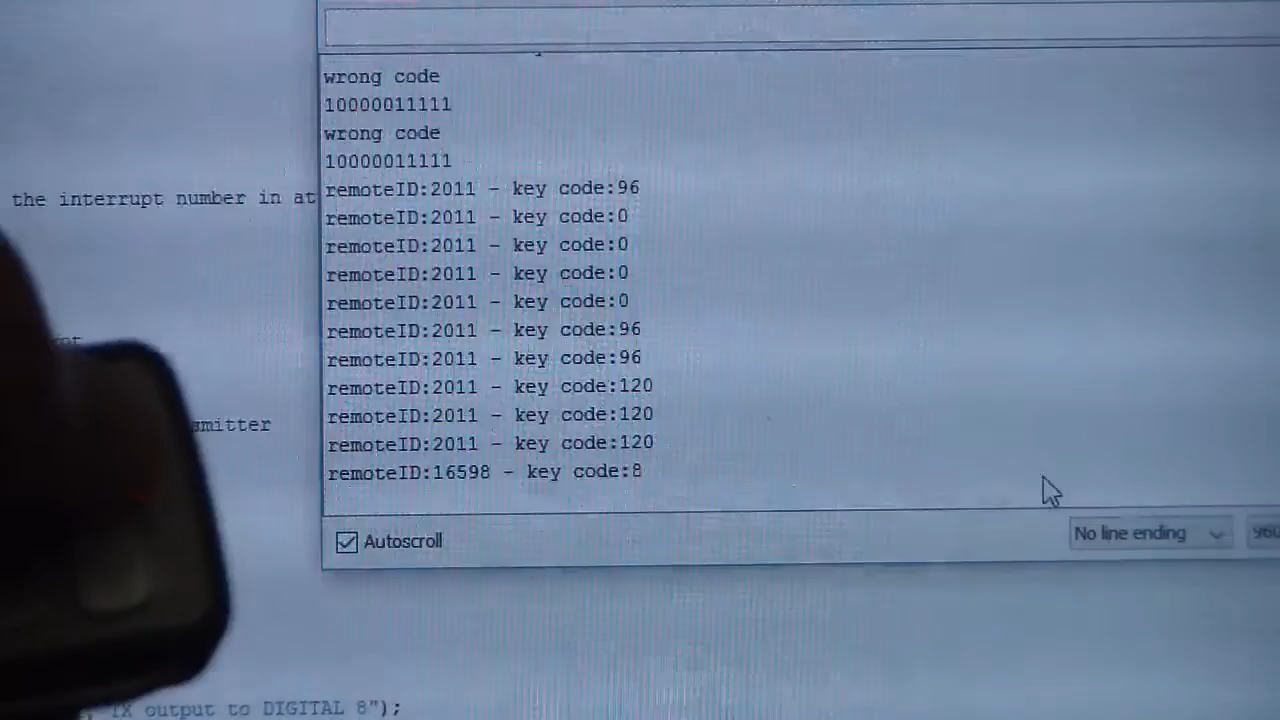 wrong code
10000011111
wrong code
10000011111
remoteID:2011 - key code:96
the interrupt number in at
remoteID:2011 - key code:0
remoteID:2011 - key code:0
remoteID:2011 - key code:0
remoteID:2011 - key code:0
remoteID:2011 - key code:96
remoteID:2011 - key code:96
remoteID:2011 - key code:120
remoteID:2011 - key code:120
smitter
remoteID:2011 - key code:120
remoteID:16598 - key code:8
Autoscroll
No line ending
960
TX output to DIGITAL 8");